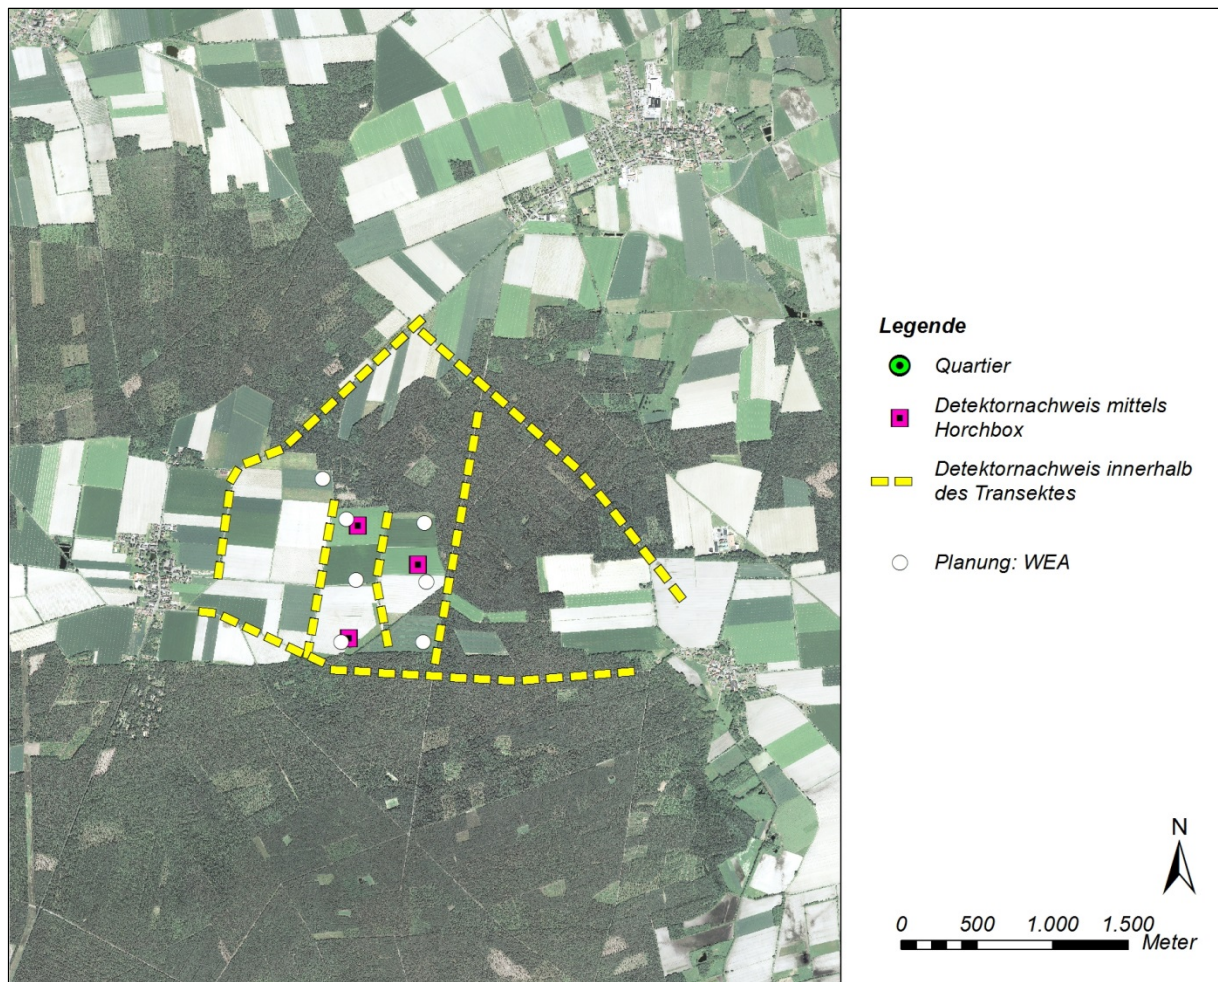 Legende
Quartier
Detektornachweis mittels
Horchbox
Detektornachweis innerhalb
des Transektes
Planung: WEA
N
0 500 1.000 1.500
Meter